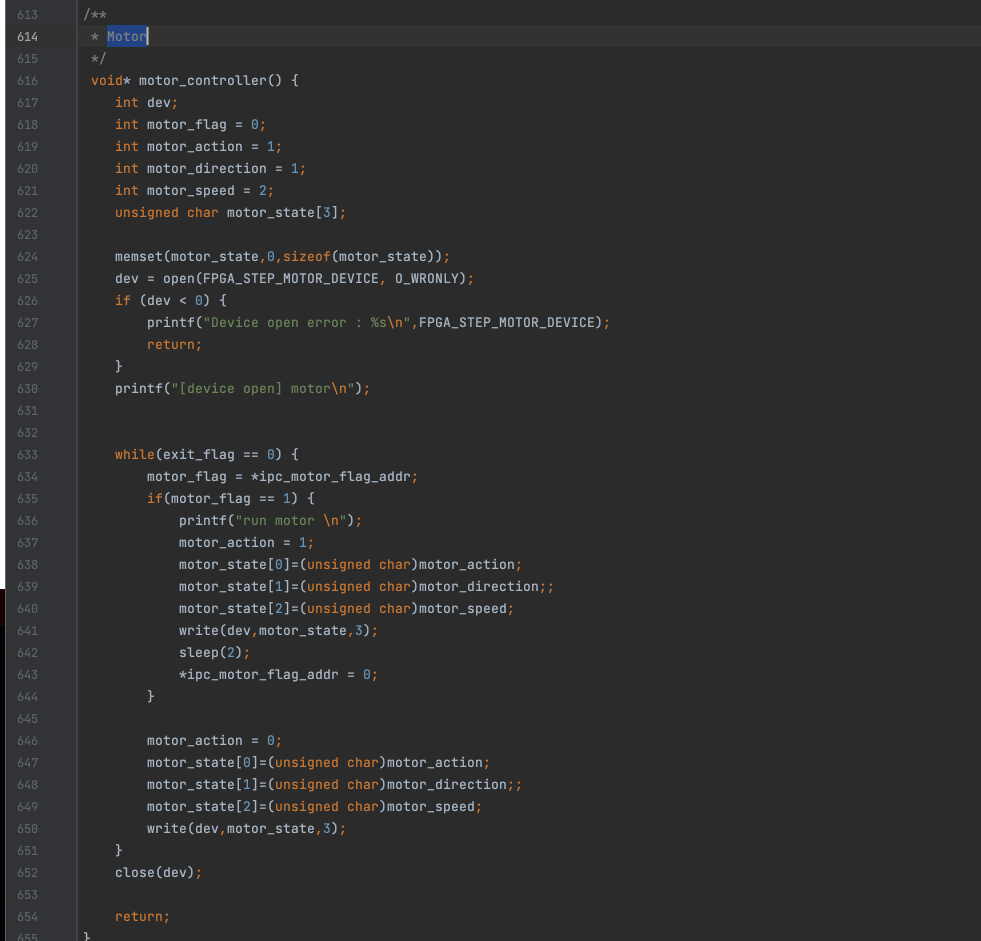 613 /**
614 * Motor
615 */
616 void* motor_controller() {
617 int dev;
618 int motor_flag = 0;
619 int motor_action = 1;
620 int motor_direction = 1;
621 int motor_speed = 2;
622 unsigned char motor_state[3];
623
624 memset(motor_state,0,sizeof(motor_state));
625 dev = open(FPGA_STEP_MOTOR_DEVICE, O_WRONLY);
626 if (dev < 0) {
627 printf("Device open error : %s\n",FPGA_STEP_MOTOR_DEVICE);
628 return;
629 }
630 printf("[device open] motor\n");
631
632
633 while(exit_flag == 0) {
634 motor_flag = *ipc_motor_flag_addr;
635 if(motor_flag == 1) {
636 printf("run motor \n");
637 motor_action = 1;
638 motor_state[0]=(unsigned char)motor_action;
639 motor_state[1]=(unsigned char)motor_direction;;
640 motor_state[2]=(unsigned char)motor_speed;
641 write(dev,motor_state,3);
642 sleep(2);
643 *ipc_motor_flag_addr = 0;
644 }
645
646 motor_action = 0;
647 motor_state[0]=(unsigned char)motor_action;
648 motor_state[1]=(unsigned char)motor_direction;;
649 motor_state[2]=(unsigned char)motor_speed;
650 write(dev,motor_state,3);
651 }
652 close(dev);
653
654 return;
655 }